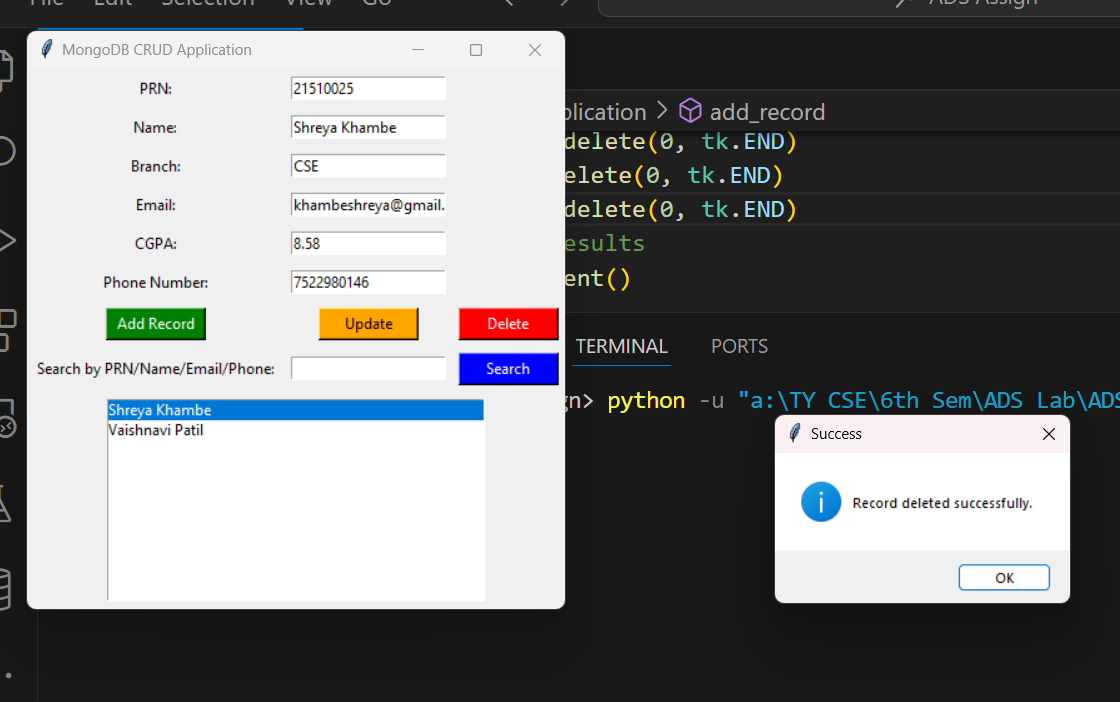 File Edit Selection View Go ADS Assign
MongoDB CRUD Application
PRN: 21510025
Name: Shreya Khambe
Branch: CSE
Email: khambeshreya@gmail.
CGPA: 8.58
Phone Number: 7522980146
Add Record Update Delete
Search by PRN/Name/Email/Phone: Search
Shreya Khambe
Vaishnavi Patil
plication > add_record
delete(0, tk.END)
elete(0, tk.END)
delete(0, tk.END)
esults
ent()
TERMINAL PORTS
gn> python -u "a:\TY CSE\6th Sem\ADS Lab\ADS
Success
Record deleted successfully.
OK